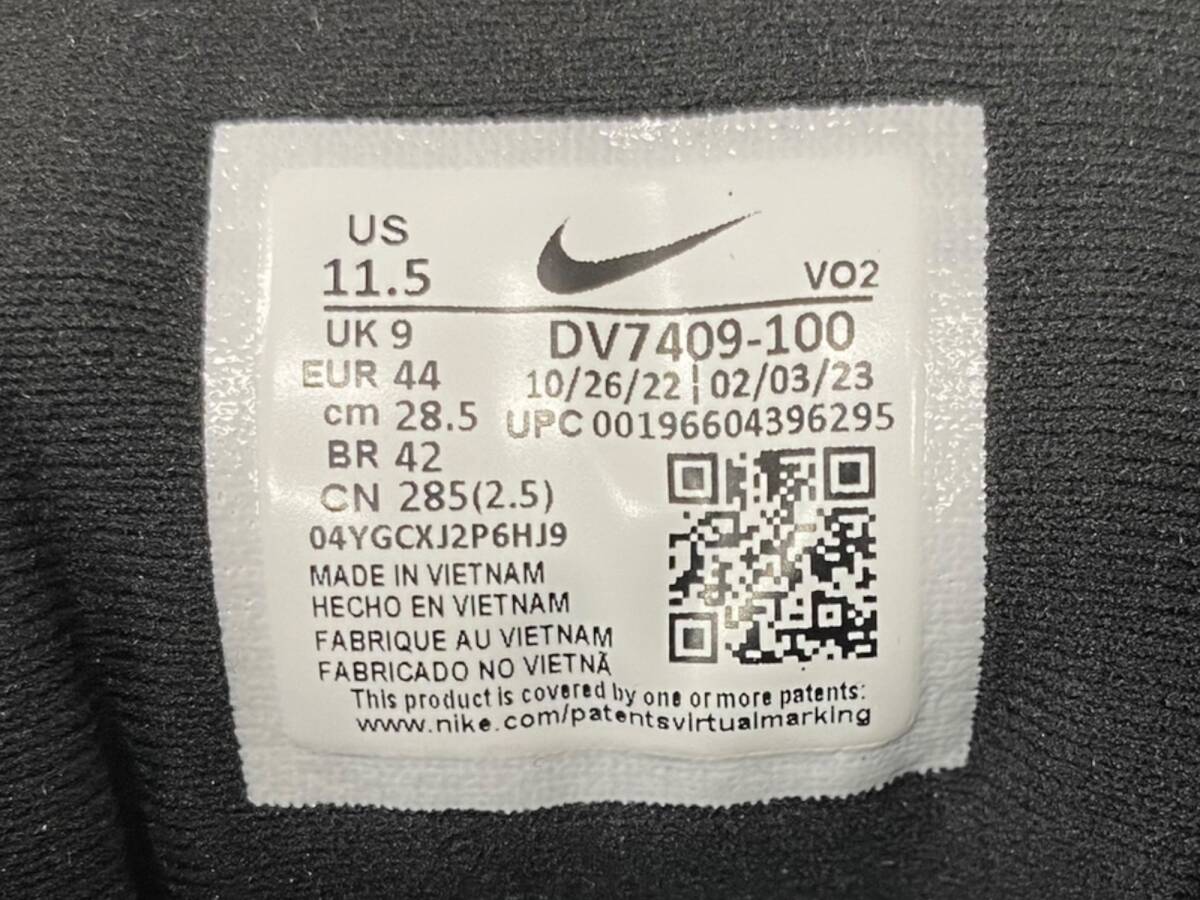 US
11.5
VO2
UK 9
DV7409-100
EUR 44
10/26/22 | 02/03/23
cm 28.5
UPC 00196604396295
BR 42
CN 285(2.5)
04YGCXJ2P6HJ9
MADE IN VIETNAM
HECHO EN VIETNAM
FABRIQUE AU VIETNAM
FABRICADO NO VIETNÃ
This product is covered by one or more patents:
www.nike.com/patentsvirtualmarking